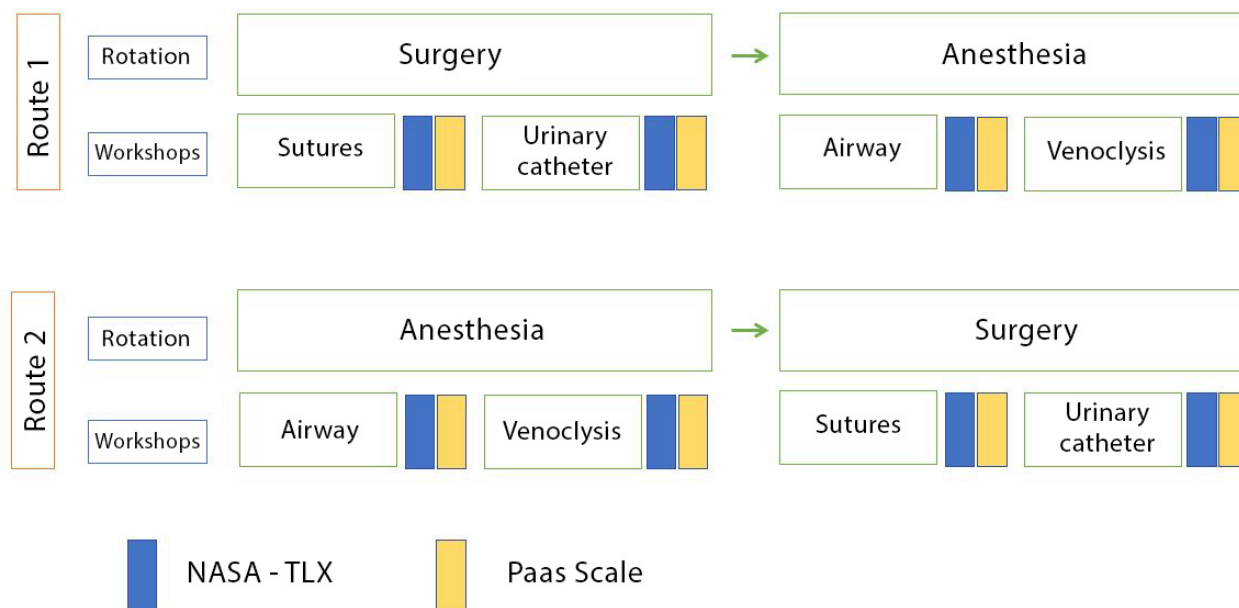 Route 1
Rotation
Surgery
Anesthesia
Workshops
Sutures
Urinary
catheter
Airway
Venoclysis
Route 2
Rotation
Anesthesia
Surgery
Workshops
Airway
Venoclysis
Sutures
Urinary
catheter
NASA - TLX
Paas Scale